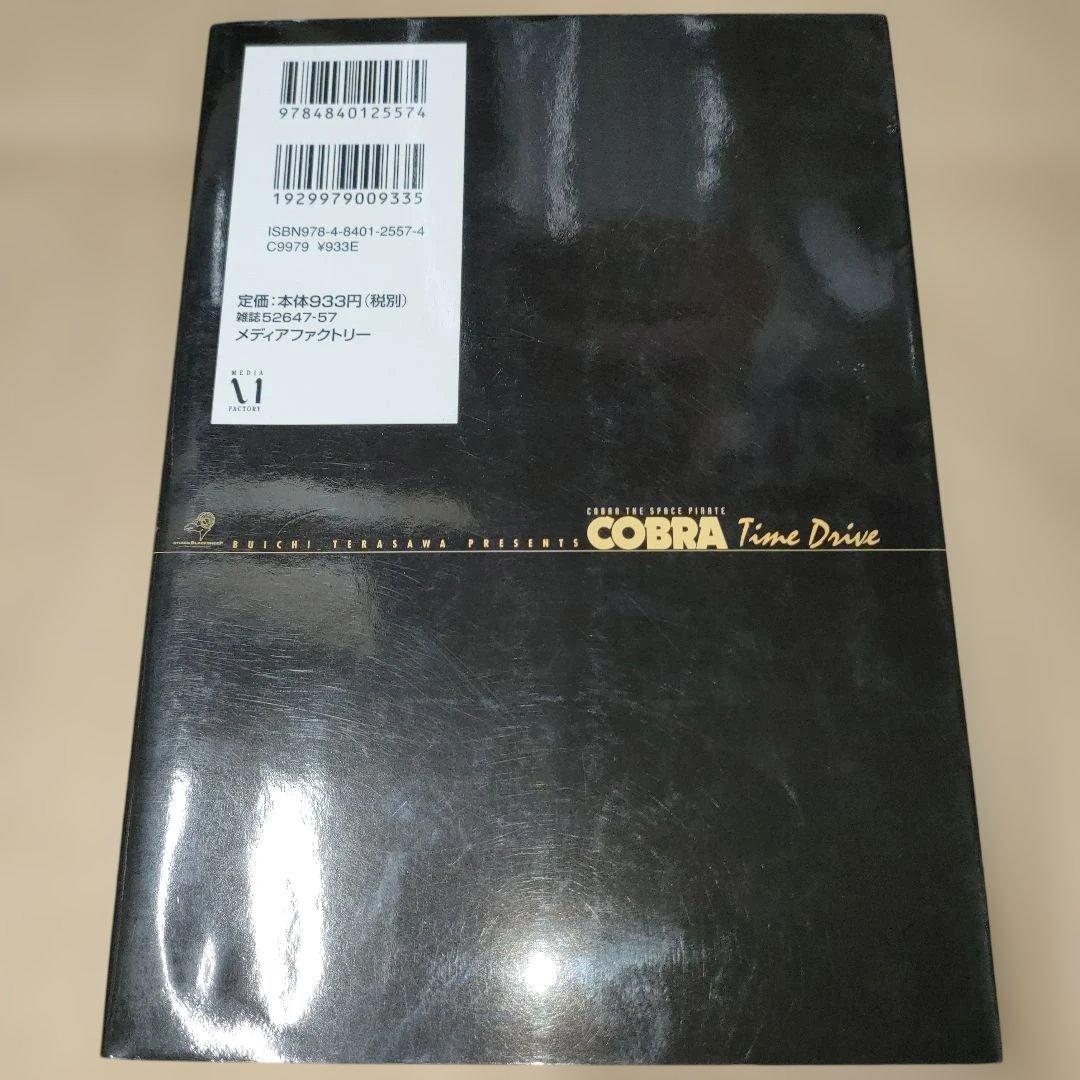 9784840125574
1929979009335
ISBN978-4-8401-2557-4
C9979 ¥933E
定価：本体933円（税別）
雑誌52647-57
メディアファクトリー
MEDIA
FACTORY
COBRA THE SPACE PIRATE
BUICHI TERASAWA PRESENTS COBRA Time Drive